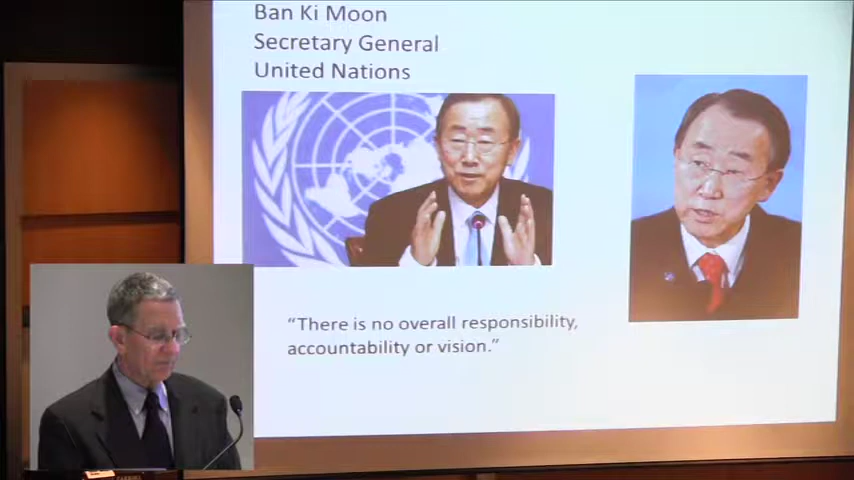 Ban Ki Moon
Secretary General
United Nations
“There is no overall responsibility,
accountability or vision.”